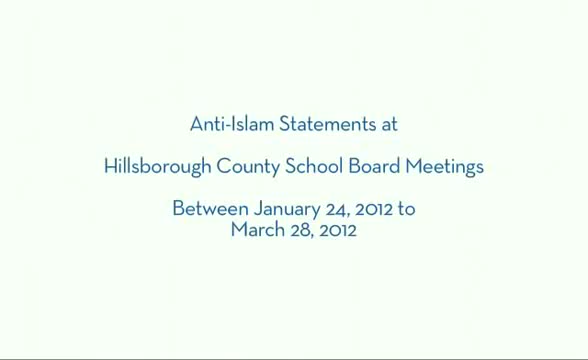 Anti-Islam Statements at
Hillsborough County School Board Meetings
Between January 24, 2012 to
March 28, 2012